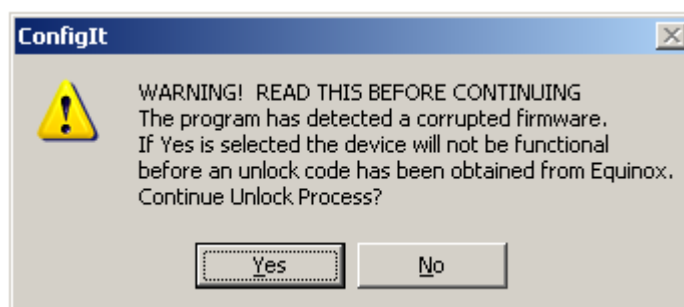 ConfigIt
WARNING!  READ THIS BEFORE CONTINUING
The program has detected a corrupted firmware.
If Yes is selected the device will not be functional
before an unlock code has been obtained from Equinox.
Continue Unlock Process?
Yes
No